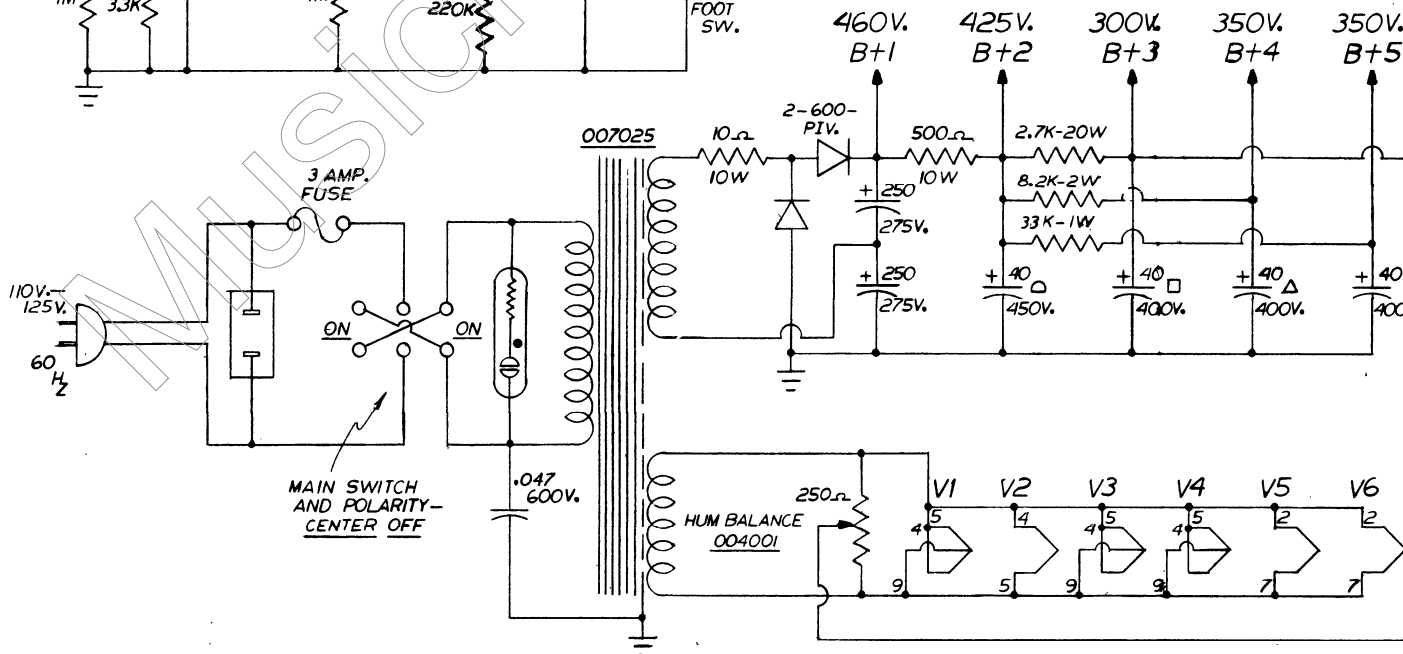 1M
3.3K
220K
FOOT
SW.
460V.
B+1
425V.
B+2
300V.
B+3
350V.
B+4
350V.
B+5
2-600-
PIV.
007025
10Ω
10W
500Ω
10W
2.7K-20W
8.2K-2W
33K-1W
3 AMP.
FUSE
+ 250
275V.
+ 250
275V.
+ 40
450V.
+ 40
400V.
+ 40
400V.
+ 40
400
110V.-
125V.
60
HZ
ON
ON
MAIN SWITCH
AND POLARITY-
CENTER OFF
.047
600V.
250Ω
HUM BALANCE
004001
V1
V2
V3
V4
V5
V6
5
4
9
4
5
5
4
9
5
4
9
2
7
2
7
Music